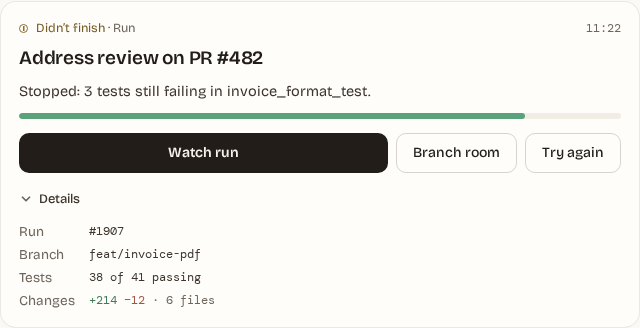 Didn't finish · Run 11:22
Address review on PR #482
Stopped: 3 tests still failing in invoice_format_test.
Watch run Branch room Try again
Details
Run #1907
Branch feat/invoice-pdf
Tests 38 of 41 passing
Changes +214 −12 · 6 files